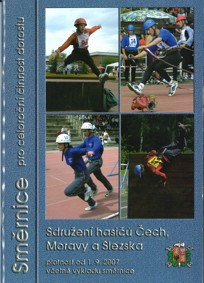 Směrnice
pro celoroční činnost dorostu
Sdružení hasičů Čech,
Moravy a Slezska
platnost od 1. 9. 2007
včetně výkladu směrnice